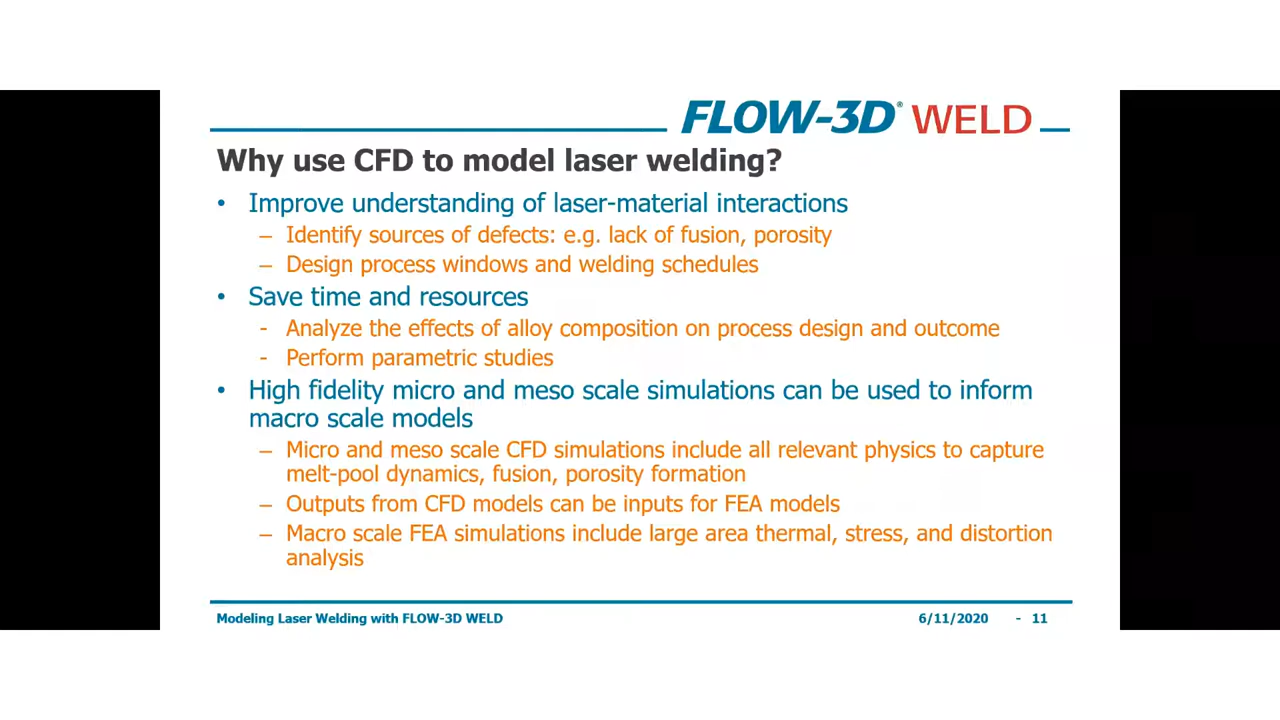 FLOW-3D® WELD
Why use CFD to model laser welding?
• Improve understanding of laser-material interactions
– Identify sources of defects: e.g. lack of fusion, porosity
– Design process windows and welding schedules
• Save time and resources
- Analyze the effects of alloy composition on process design and outcome
- Perform parametric studies
• High fidelity micro and meso scale simulations can be used to inform
macro scale models
– Micro and meso scale CFD simulations include all relevant physics to capture
melt-pool dynamics, fusion, porosity formation
– Outputs from CFD models can be inputs for FEA models
– Macro scale FEA simulations include large area thermal, stress, and distortion
analysis
Modeling Laser Welding with FLOW-3D WELD 6/11/2020 - 11